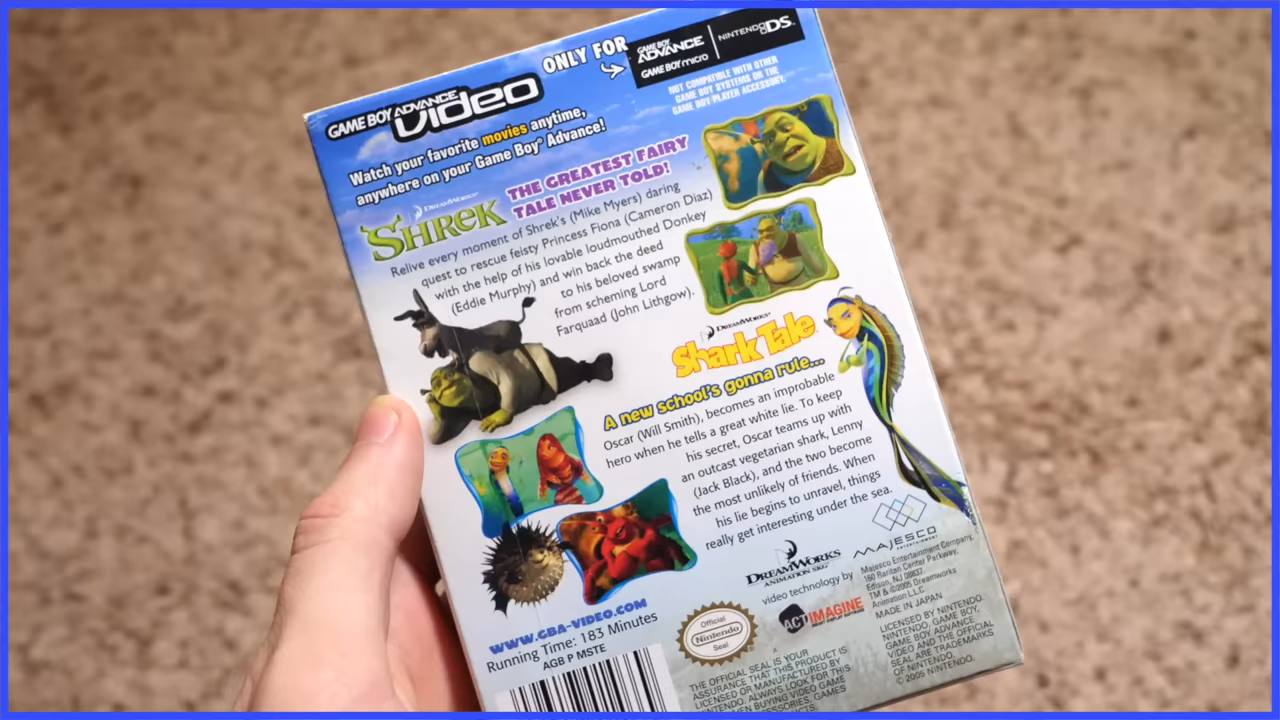 GAME BOY ADVANCE video
ONLY FOR
GAME BOY ADVANCE
GAME BOY micro
NINTENDO DS™
NOT COMPATIBLE WITH OTHER
GAME BOY SYSTEMS OR THE
GAME BOY PLAYER ACCESSORY.
Watch your favorite movies anytime,
anywhere on your Game Boy® Advance!
DREAMWORKS
SHREK
THE GREATEST FAIRY
TALE NEVER TOLD!
Relive every moment of Shrek's (Mike Myers) daring
quest to rescue feisty Princess Fiona (Cameron Diaz)
with the help of his lovable loudmouthed Donkey
(Eddie Murphy) and win back the deed
to his beloved swamp
from scheming Lord
Farquaad (John Lithgow).
DREAMWORKS
Shark Tale
A new school's gonna rule...
Oscar (Will Smith), becomes an improbable
hero when he tells a great white lie. To keep
his secret, Oscar teams up with
an outcast vegetarian shark, Lenny
(Jack Black), and the two become
the most unlikely of friends. When
his lie begins to unravel, things
really get interesting under the sea.
DREAMWORKS
ANIMATION SKG
MAJESCO
ENTERTAINMENT
video technology by
ACTIMAGINE
Majesco Entertainment Company,
160 Raritan Center Parkway,
Edison, NJ 08837
TM & ©2005 Dreamworks
Animation LLC
MADE IN JAPAN
WWW.GBA-VIDEO.COM
Running Time: 183 Minutes
AGB P MSTE
Official
Nintendo
Seal
THE OFFICIAL SEAL IS YOUR
ASSURANCE THAT THIS PRODUCT IS
LICENSED OR MANUFACTURED BY
NINTENDO. ALWAYS LOOK FOR THIS
WHEN BUYING VIDEO GAME
GAMES
LICENSED BY NINTENDO.
NINTENDO, GAME BOY,
GAME BOY ADVANCE
VIDEO AND THE OFFICIAL
SEAL ARE TRADEMARKS
OF NINTENDO.
© 2005 NINTENDO.